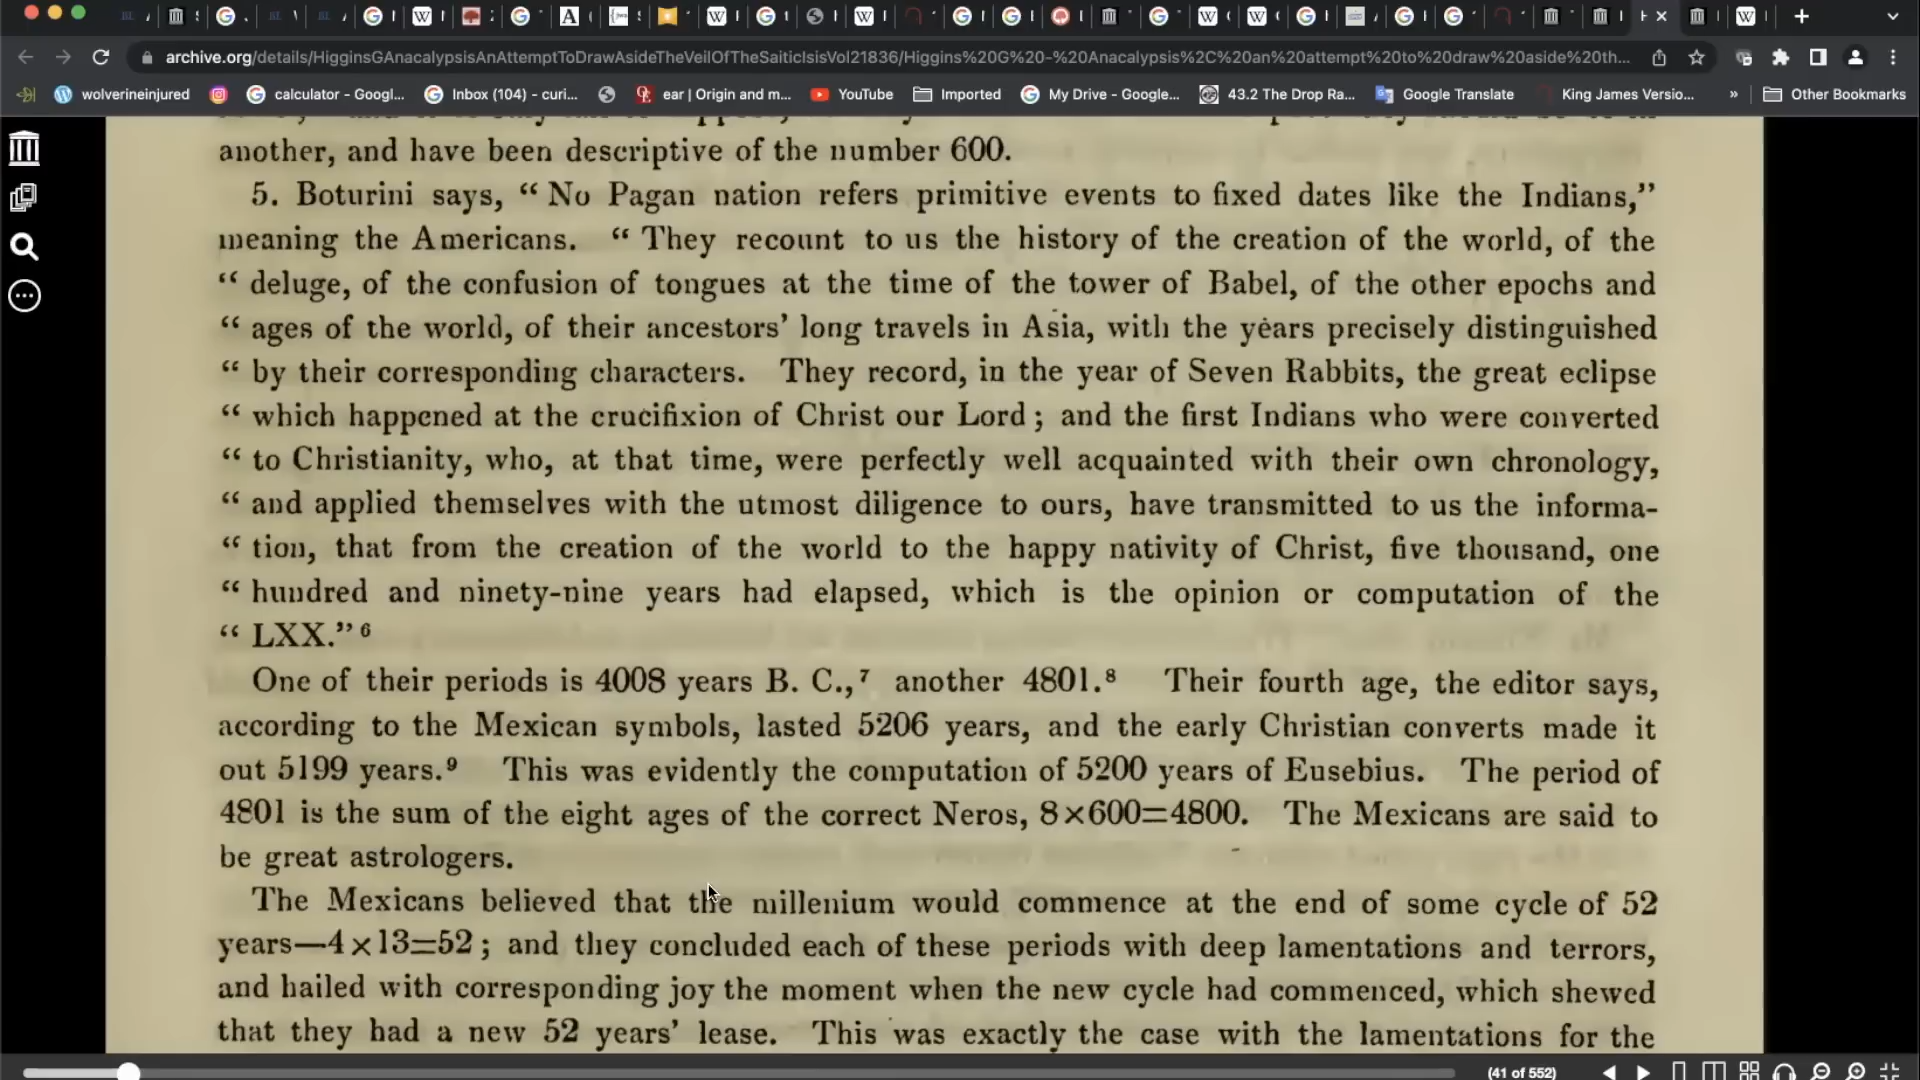 archive.org/details/HigginsGAnacalypsisAnAttemptToDrawAsideTheVeilOfTheSaiticIsisVol21836/Higgins%20G%20-%20Anacalypsis%2C%20an%20attempt%20to%20draw%20aside%20th...
wolverineinjured calculator - Googl... Inbox (104) - curi... ear | Origin and m... YouTube Imported My Drive - Google... 43.2 The Drop Ra... Google Translate King James Versio... » Other Bookmarks
another, and have been descriptive of the number 600.
5. Boturini says, “ No Pagan nation refers primitive events to fixed dates like the Indians,”
meaning the Americans. “ They recount to us the history of the creation of the world, of the
“ deluge, of the confusion of tongues at the time of the tower of Babel, of the other epochs and
“ ages of the world, of their ancestors’ long travels in Asia, with the years precisely distinguished
“ by their corresponding characters. They record, in the year of Seven Rabbits, the great eclipse
“ which happened at the crucifixion of Christ our Lord ; and the first Indians who were converted
“ to Christianity, who, at that time, were perfectly well acquainted with their own chronology,
“ and applied themselves with the utmost diligence to ours, have transmitted to us the informa-
“ tion, that from the creation of the world to the happy nativity of Christ, five thousand, one
“ hundred and ninety-nine years had elapsed, which is the opinion or computation of the
“ LXX.” 6
One of their periods is 4008 years B. C.,7 another 4801.8 Their fourth age, the editor says,
according to the Mexican symbols, lasted 5206 years, and the early Christian converts made it
out 5199 years.9 This was evidently the computation of 5200 years of Eusebius. The period of
4801 is the sum of the eight ages of the correct Neros, 8×600=4800. The Mexicans are said to
be great astrologers.
The Mexicans believed that the millenium would commence at the end of some cycle of 52
years—4×13=52 ; and they concluded each of these periods with deep lamentations and terrors,
and hailed with corresponding joy the moment when the new cycle had commenced, which shewed
that they had a new 52 years’ lease. This was exactly the case with the lamentations for the
(41 of 552)